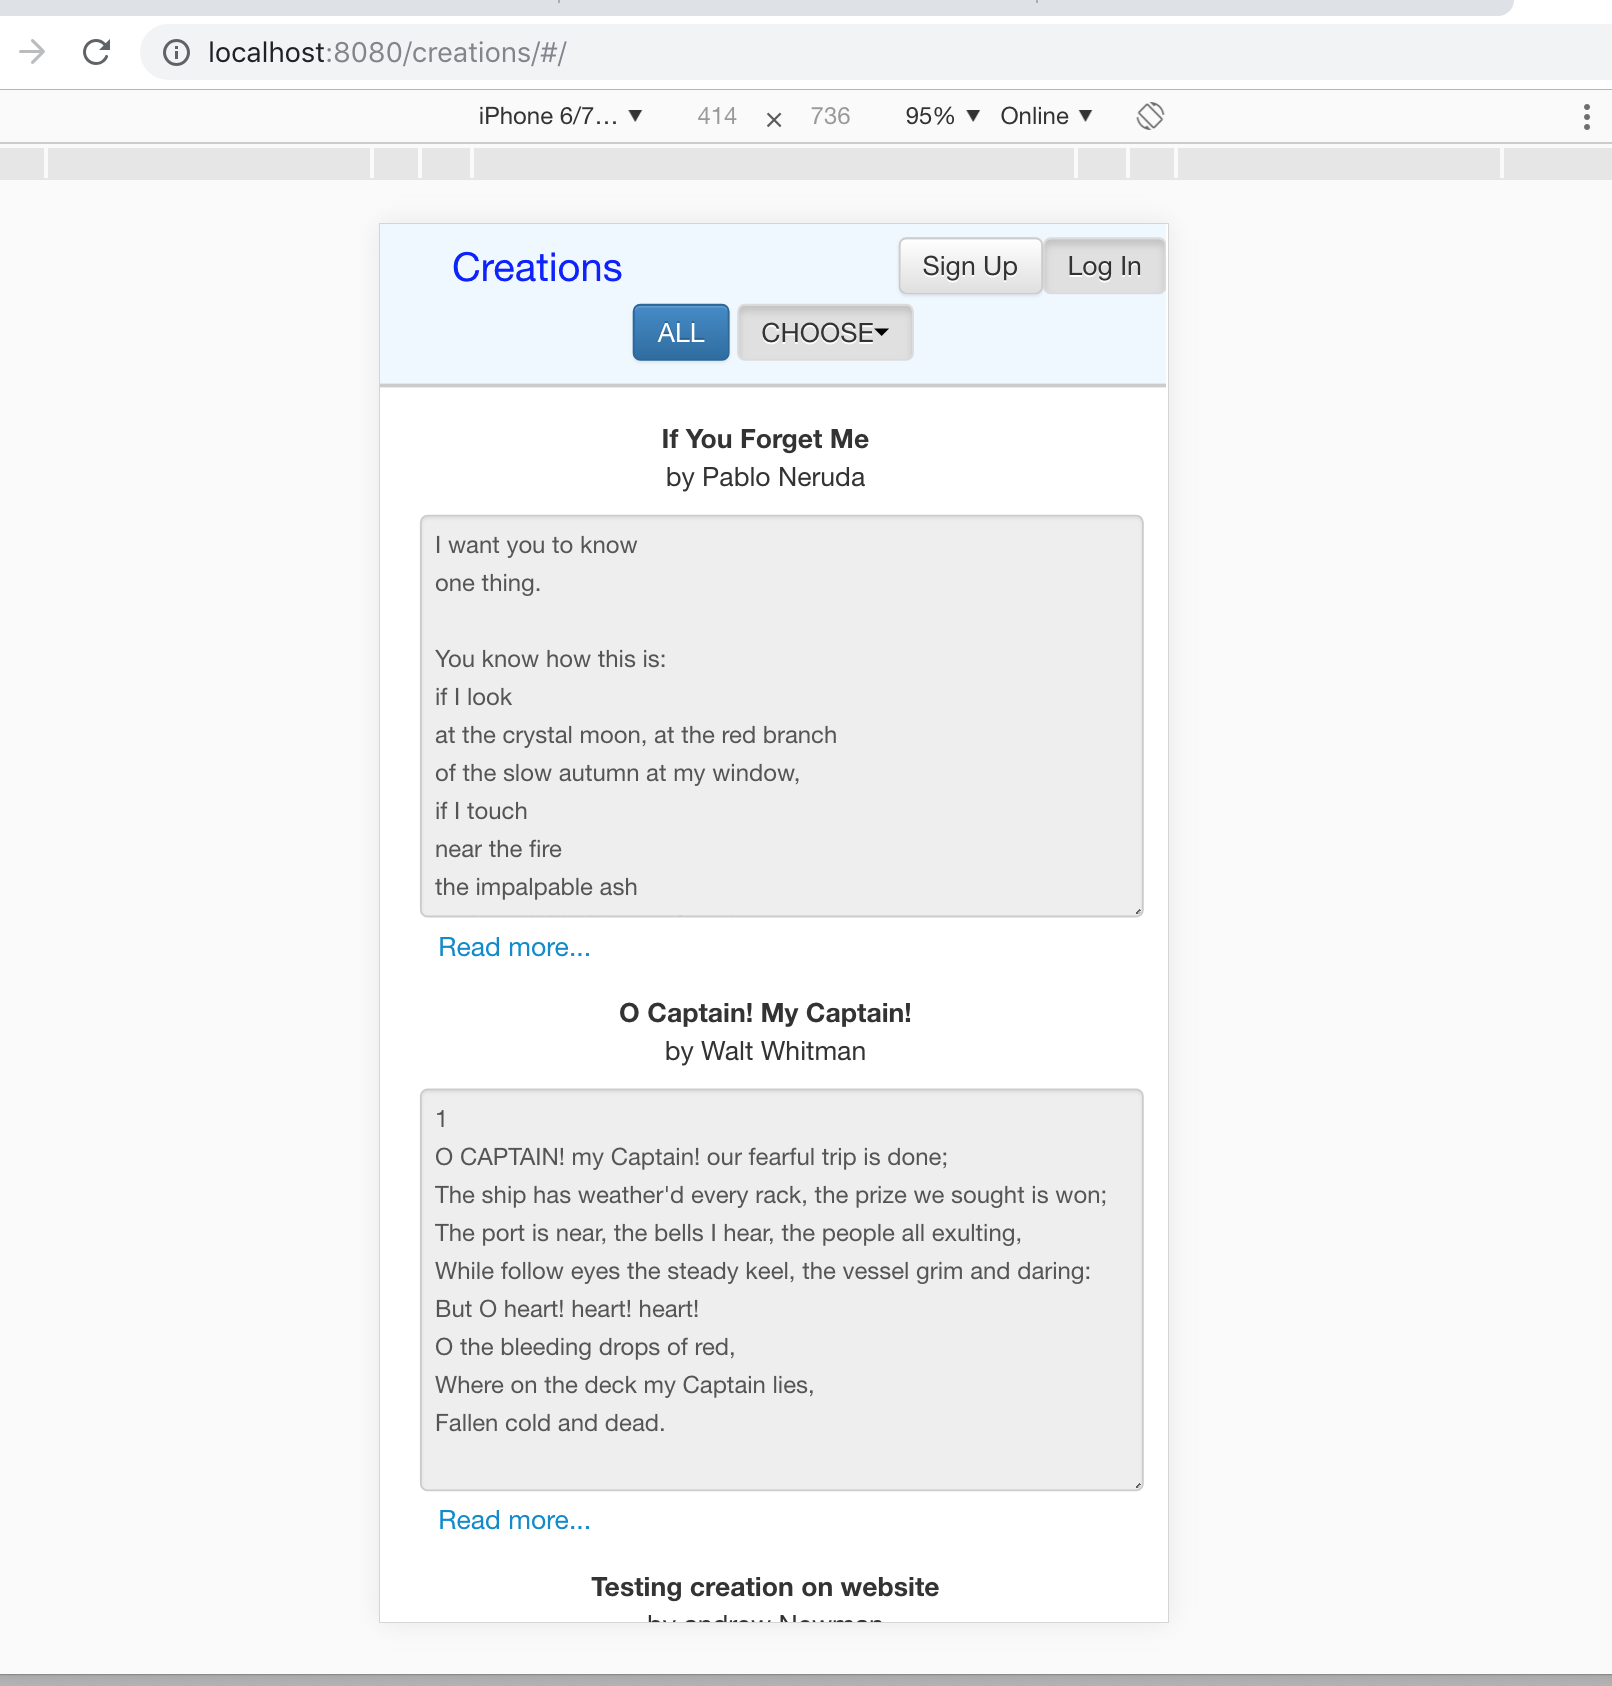 localhost:8080/creations/#/
iPhone 6/7... ▼ 414 × 736 95% ▼ Online ▼
Creations Sign Up Log In
ALL CHOOSE
If You Forget Me
by Pablo Neruda
I want you to know
one thing.
You know how this is:
if I look
at the crystal moon, at the red branch
of the slow autumn at my window,
if I touch
near the fire
the impalpable ash
Read more...
O Captain! My Captain!
by Walt Whitman
1
O CAPTAIN! my Captain! our fearful trip is done;
The ship has weather'd every rack, the prize we sought is won;
The port is near, the bells I hear, the people all exulting,
While follow eyes the steady keel, the vessel grim and daring:
But O heart! heart! heart!
O the bleeding drops of red,
Where on the deck my Captain lies,
Fallen cold and dead.
Read more...
Testing creation on website
by andrew Newman